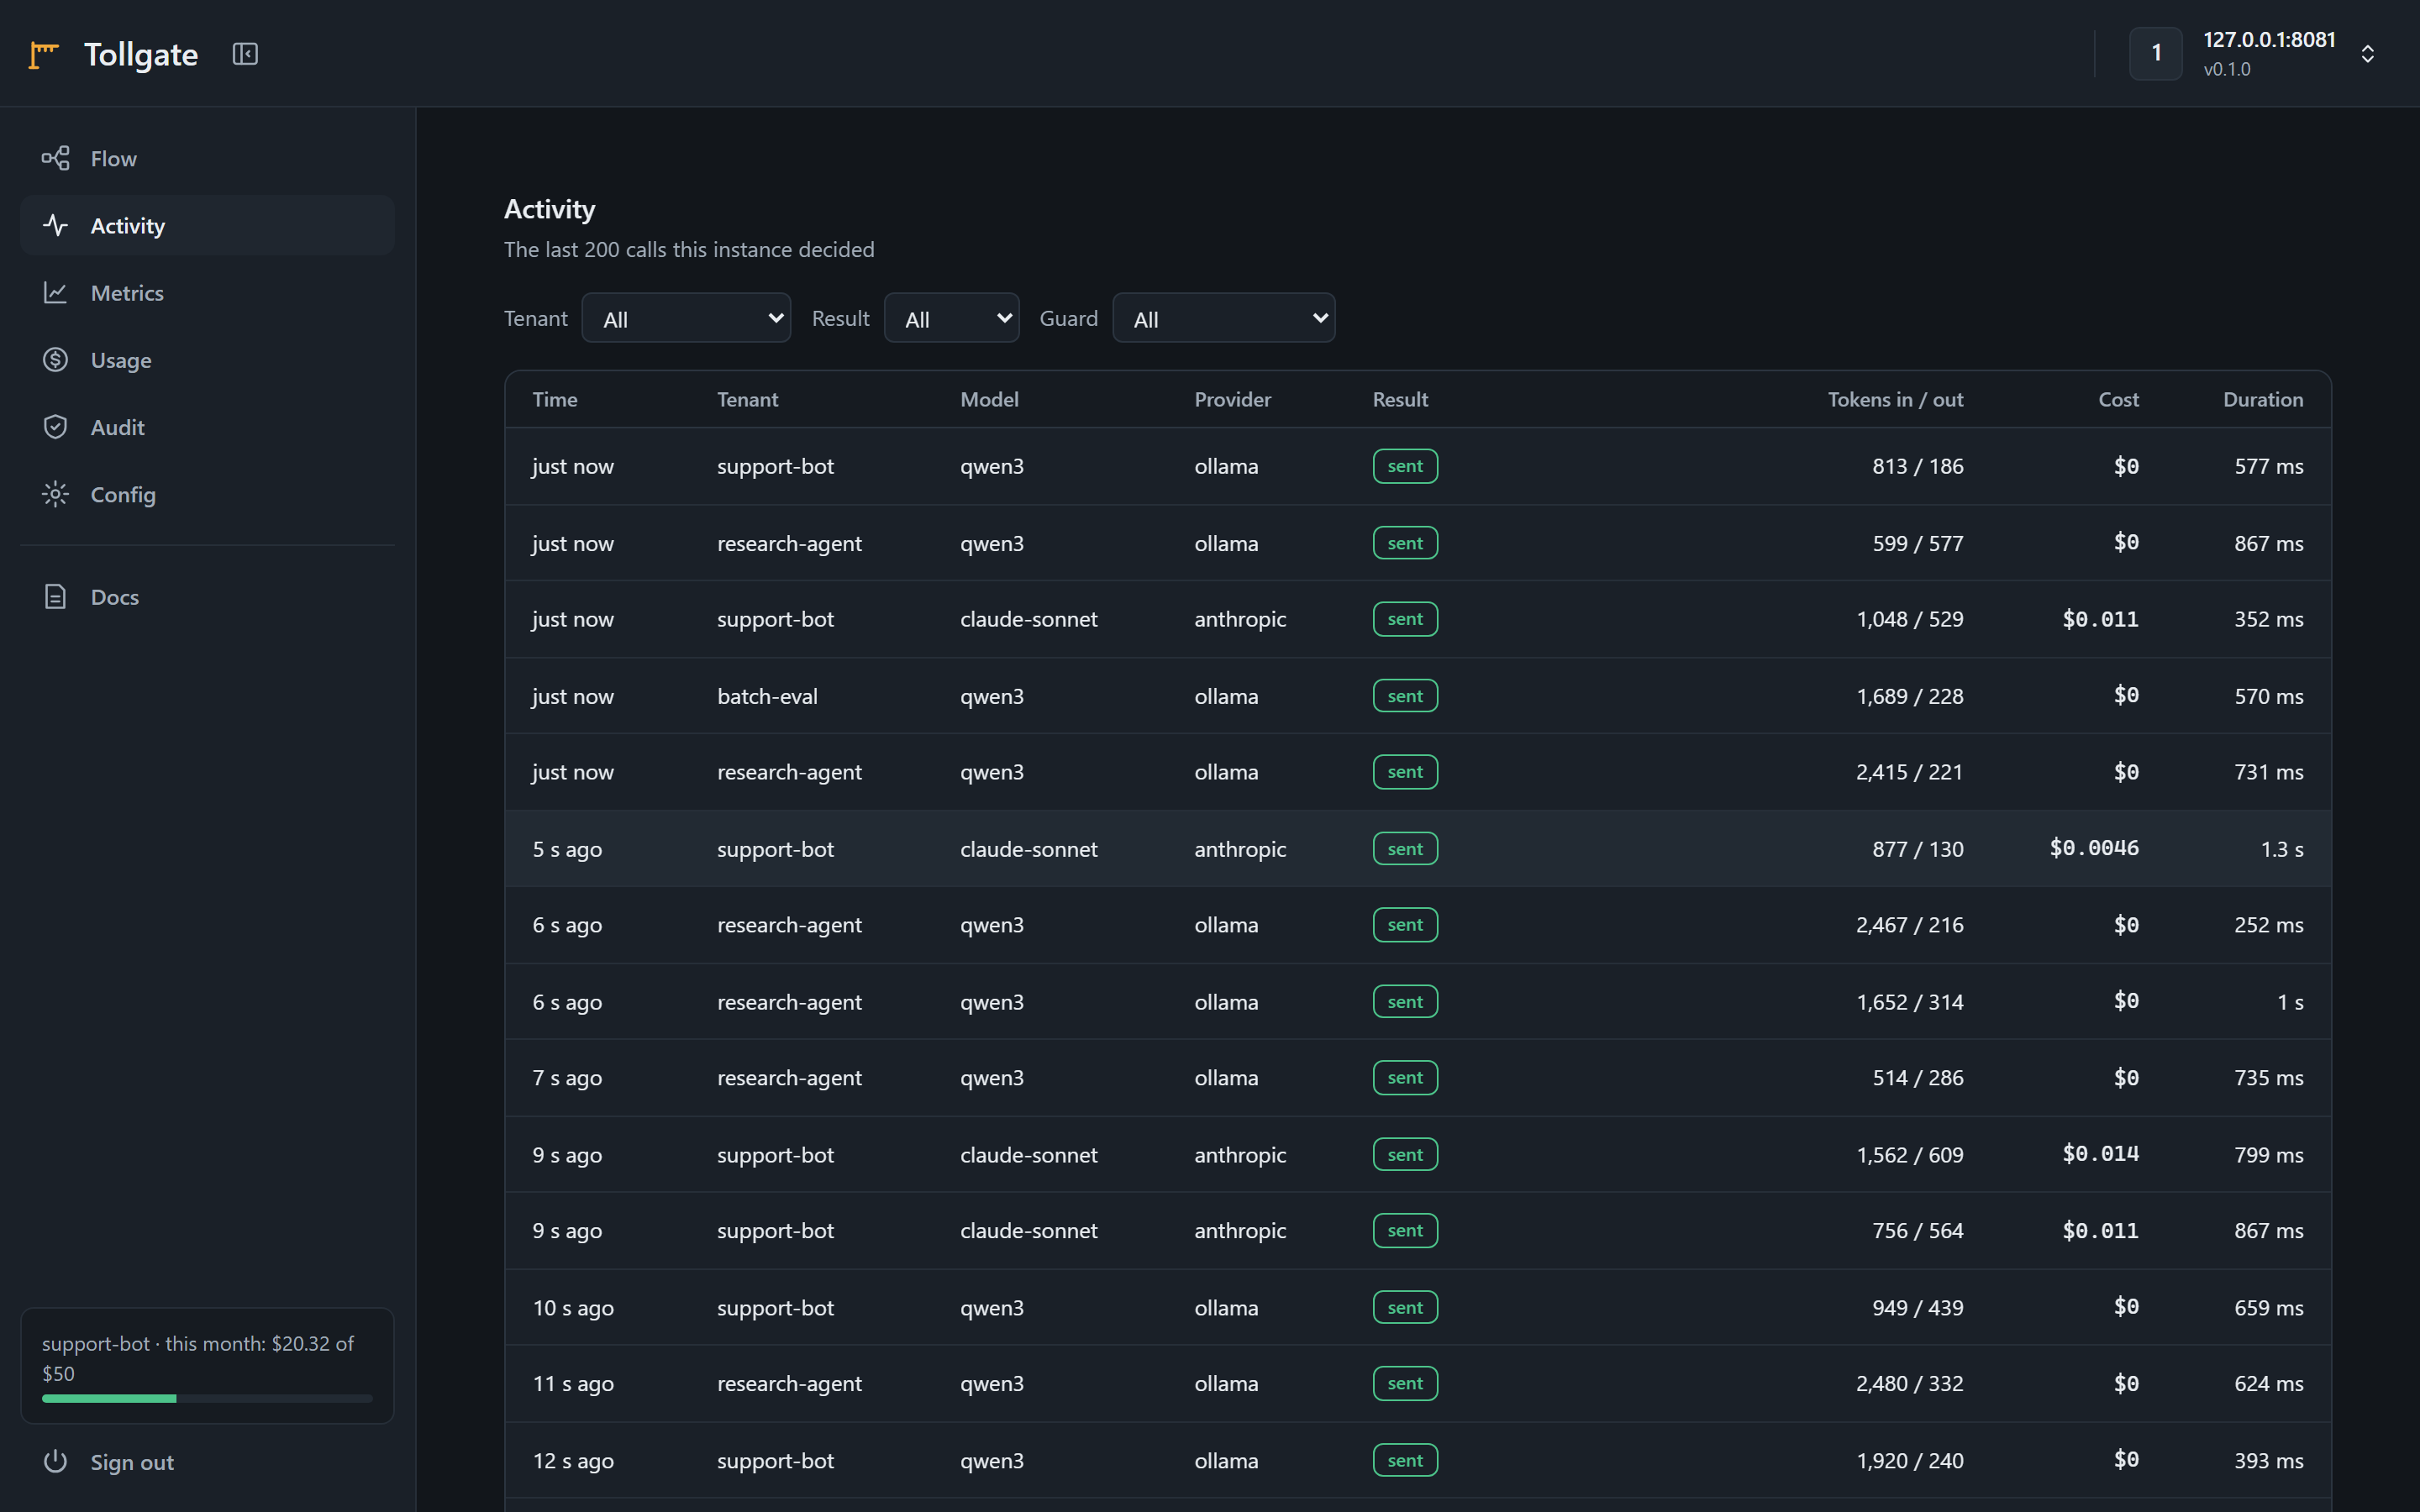 Tollgate
1
127.0.0.1:8081
v0.1.0
Flow
Activity
Metrics
Usage
Audit
Config
Docs
support-bot · this month: $20.32 of
$50
Sign out
Activity
The last 200 calls this instance decided
Tenant All Result All Guard All
Time Tenant Model Provider Result Tokens in / out Cost Duration
just now support-bot qwen3 ollama sent 813 / 186 $0 577 ms
just now research-agent qwen3 ollama sent 599 / 577 $0 867 ms
just now support-bot claude-sonnet anthropic sent 1,048 / 529 $0.011 352 ms
just now batch-eval qwen3 ollama sent 1,689 / 228 $0 570 ms
just now research-agent qwen3 ollama sent 2,415 / 221 $0 731 ms
5 s ago support-bot claude-sonnet anthropic sent 877 / 130 $0.0046 1.3 s
6 s ago research-agent qwen3 ollama sent 2,467 / 216 $0 252 ms
6 s ago research-agent qwen3 ollama sent 1,652 / 314 $0 1 s
7 s ago research-agent qwen3 ollama sent 514 / 286 $0 735 ms
9 s ago support-bot claude-sonnet anthropic sent 1,562 / 609 $0.014 799 ms
9 s ago support-bot claude-sonnet anthropic sent 756 / 564 $0.011 867 ms
10 s ago support-bot qwen3 ollama sent 949 / 439 $0 659 ms
11 s ago research-agent qwen3 ollama sent 2,480 / 332 $0 624 ms
12 s ago support-bot qwen3 ollama sent 1,920 / 240 $0 393 ms